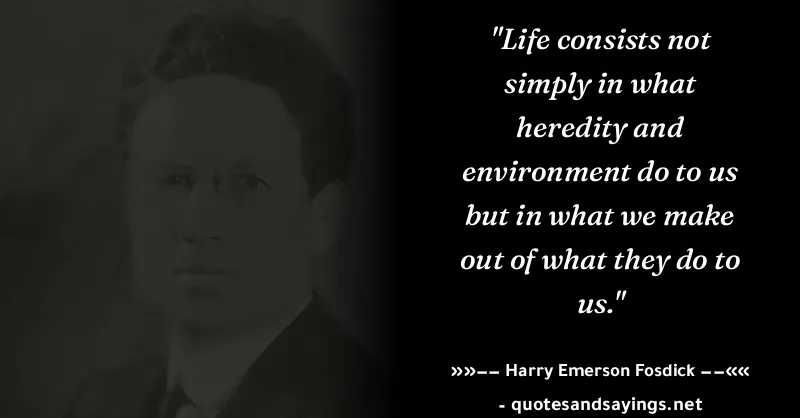 "Life consists not
simply in what
heredity and
environment do to us
but in what we make
out of what they do to
us."
»»−− Harry Emerson Fosdick −−««
- quotesandsayings.net